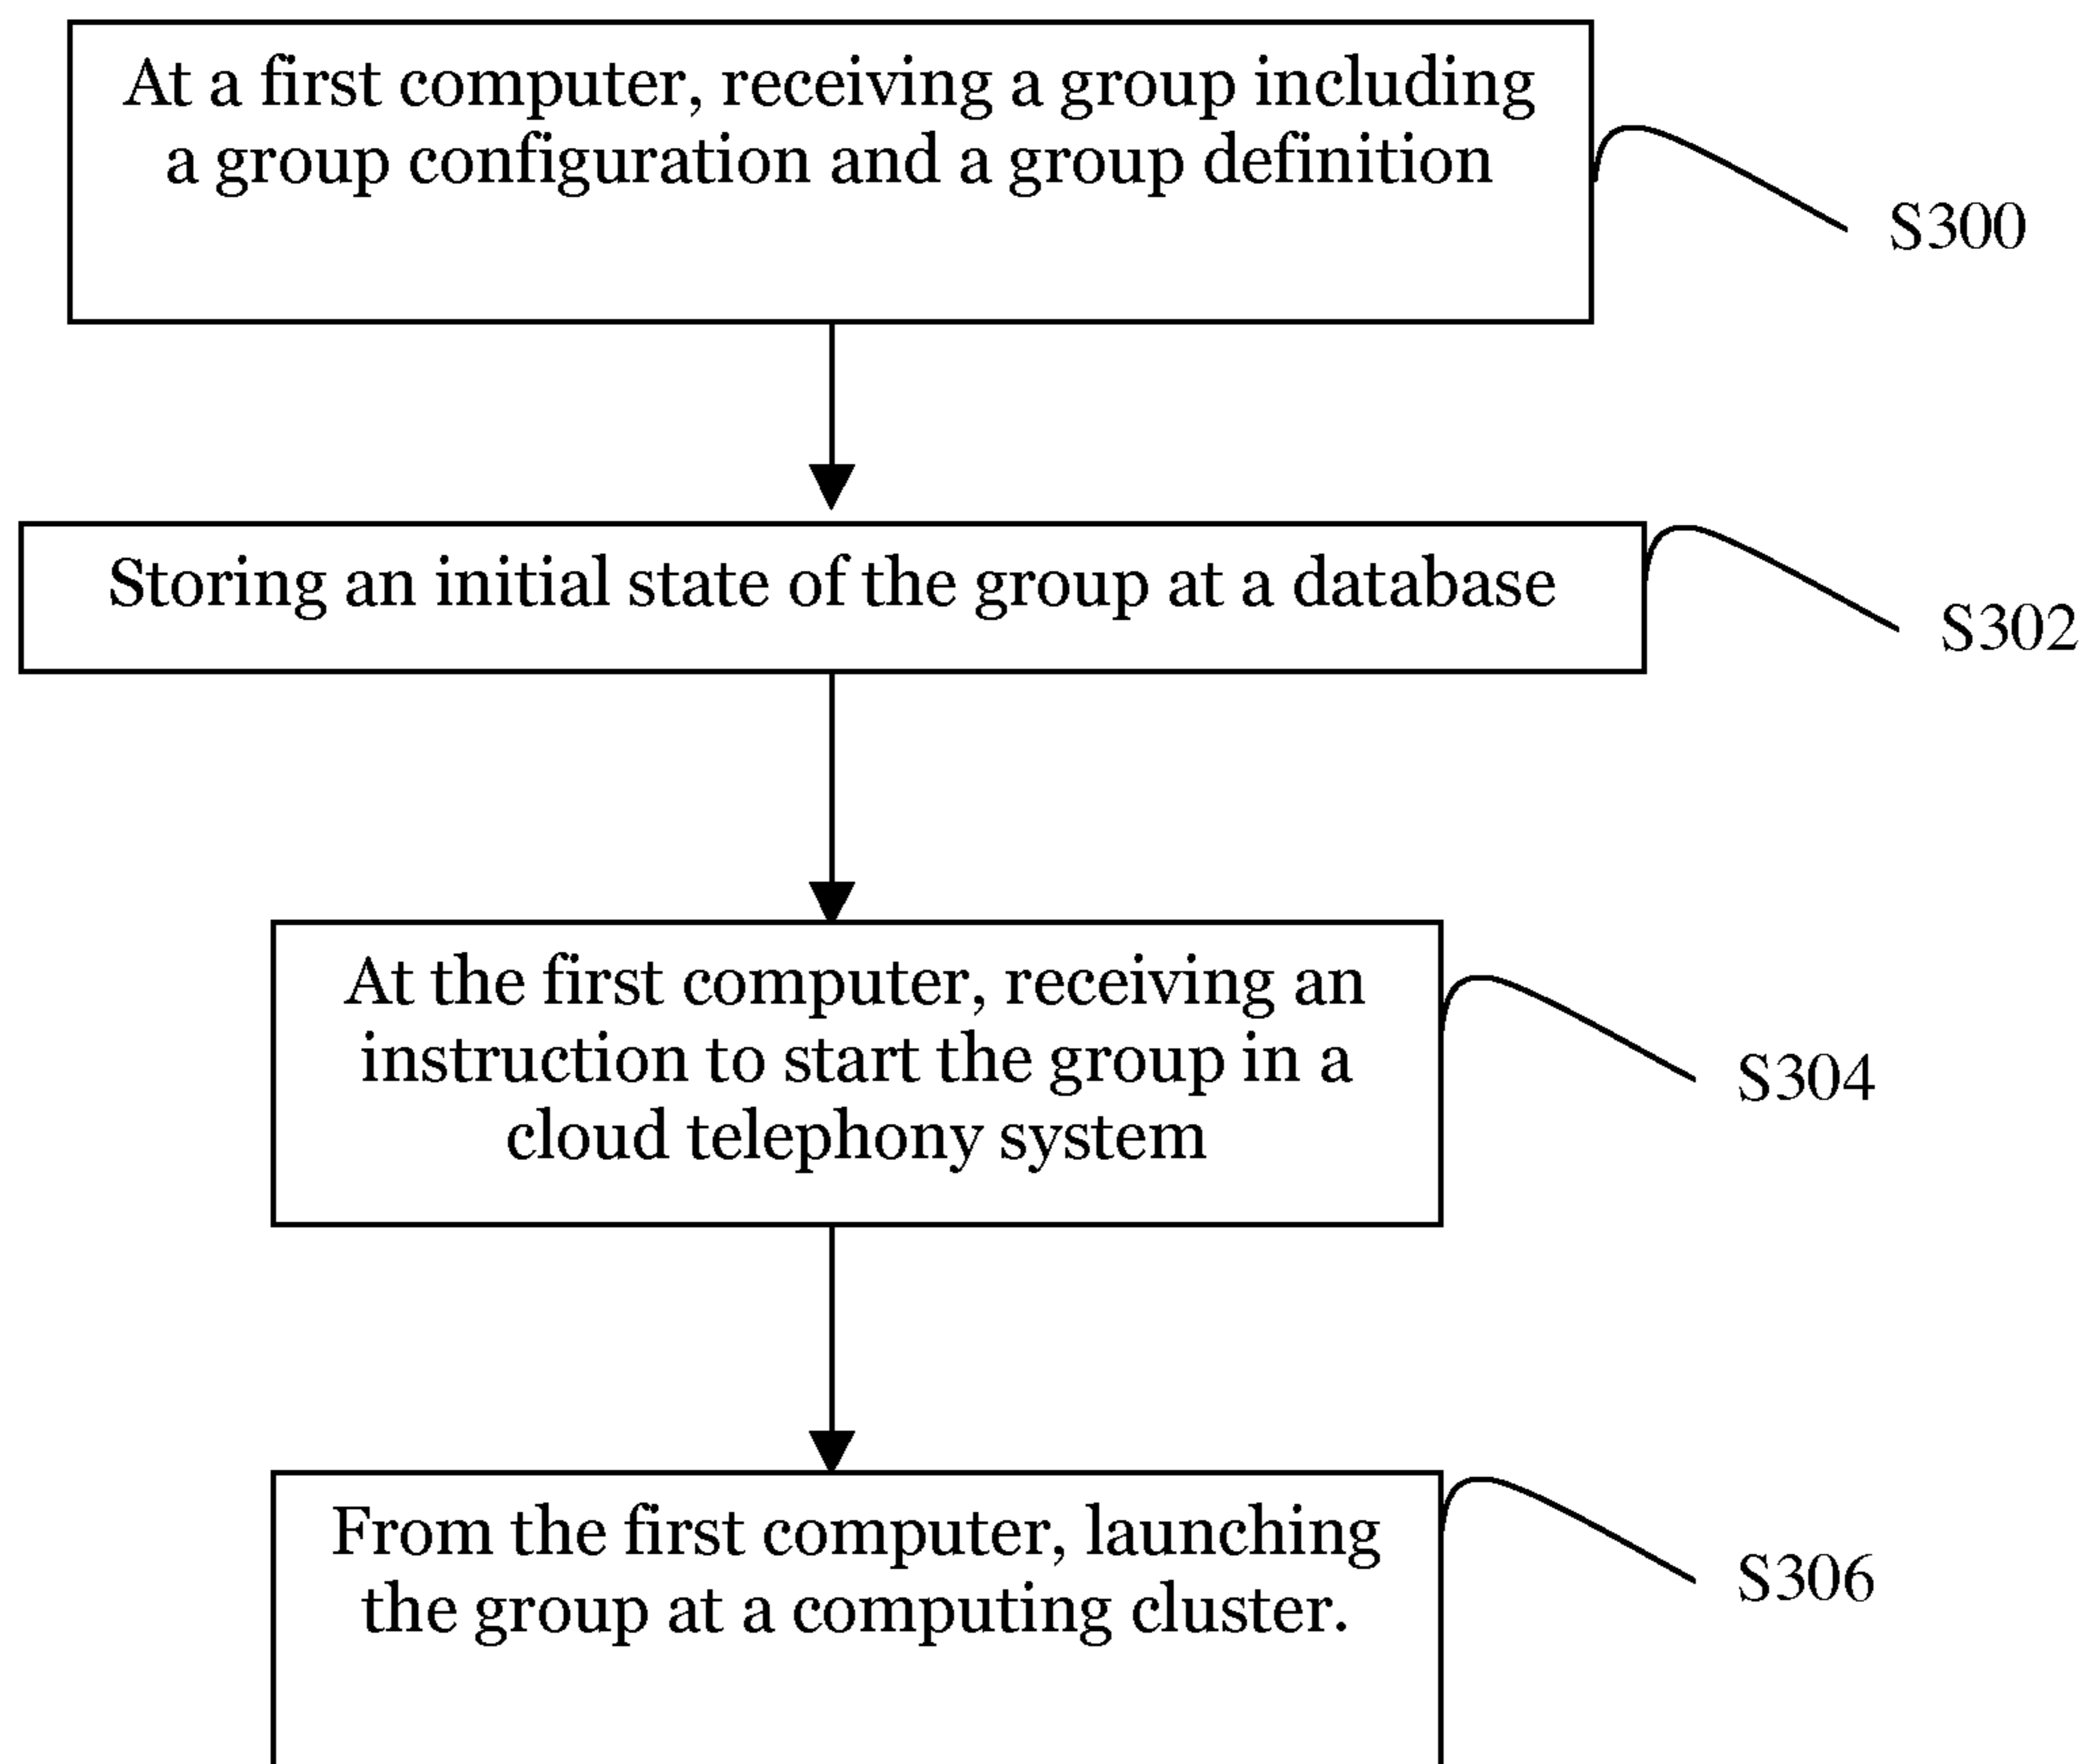 At a first computer, receiving a group including
a group configuration and a group definition
S300
Storing an initial state of the group at a database
S302
At the first computer, receiving an
instruction to start the group in a
cloud telephony system
S304
From the first computer, launching
the group at a computing cluster.
S306